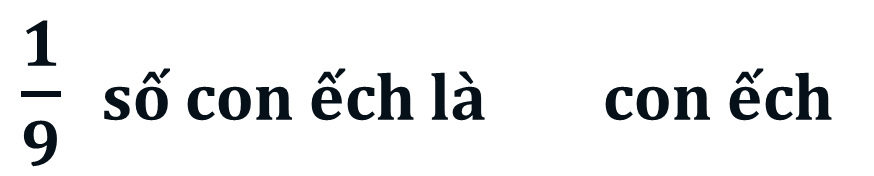 1/9 số con ếch là con ếch